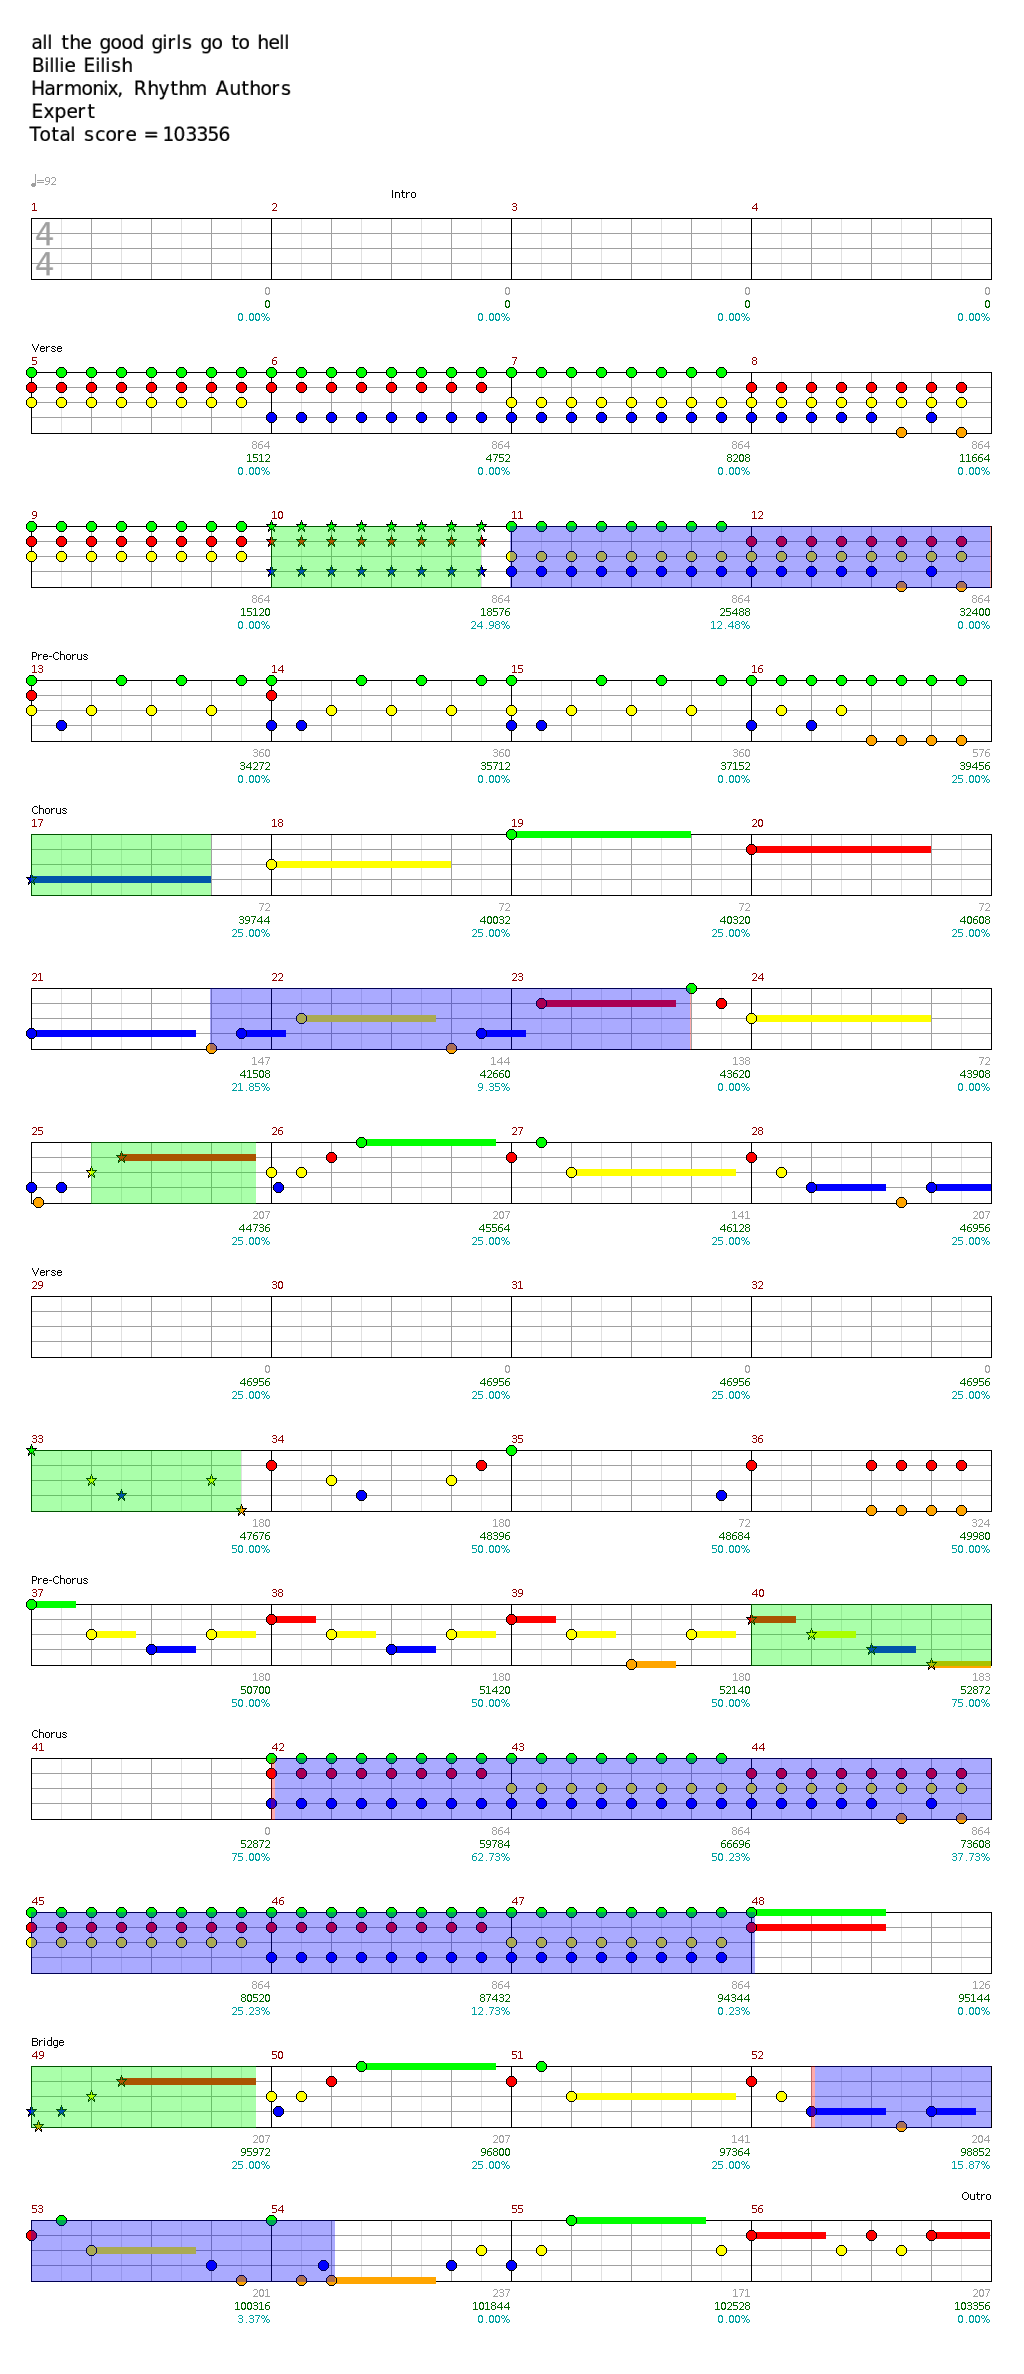 all the good girls go to hell
Billie Eilish
Harmonix, Rhythm Authors
Expert
Total score = 103356
♩=92
Intro
1 2 3 4
4
4
0 0 0 0
0 0 0 0
0.00% 0.00% 0.00% 0.00%
Verse
5 6 7 8
864 864 864 864
1512 4752 8208 11664
0.00% 0.00% 0.00% 0.00%
9 10 11 12
864 864 864 864
15120 18576 25488 32400
0.00% 24.98% 12.48% 0.00%
Pre-Chorus
13 14 15 16
360 360 360 576
34272 35712 37152 39456
0.00% 0.00% 0.00% 25.00%
Chorus
17 18 19 20
72 72 72 72
39744 40032 40320 40608
25.00% 25.00% 25.00% 25.00%
21 22 23 24
147 144 138 72
41508 42660 43620 43908
21.85% 9.35% 0.00% 0.00%
25 26 27 28
207 207 141 207
44736 45564 46128 46956
25.00% 25.00% 25.00% 25.00%
Verse
29 30 31 32
0 0 0 0
46956 46956 46956 46956
25.00% 25.00% 25.00% 25.00%
33 34 35 36
180 180 72 324
47676 48396 48684 49980
50.00% 50.00% 50.00% 50.00%
Pre-Chorus
37 38 39 40
180 180 180 183
50700 51420 52140 52872
50.00% 50.00% 50.00% 75.00%
Chorus
41 42 43 44
0 864 864 864
52872 59784 66696 73608
75.00% 62.73% 50.23% 37.73%
45 46 47 48
864 864 864 126
80520 87432 94344 95144
25.23% 12.73% 0.23% 0.00%
Bridge
49 50 51 52
207 207 141 204
95972 96800 97364 98852
25.00% 25.00% 25.00% 15.87%
Outro
53 54 55 56
201 237 171 207
100316 101844 102528 103356
3.37% 0.00% 0.00% 0.00%